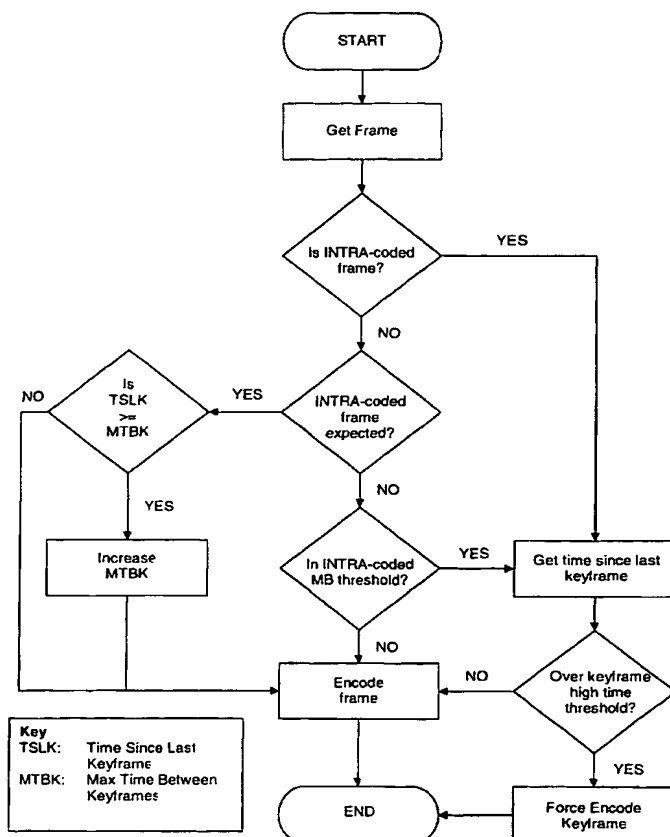 START
Get Frame
Is INTRA-coded
frame?
YES
NO
Is
TSLK
>=
MTBK
NO
YES
INTRA-coded
frame
expected?
YES
NO
Increase
MTBK
In INTRA-coded
MB threshold?
YES
Get time since last
keyframe
NO
Encode
frame
NO
Over keyframe
high time
threshold?
YES
Key
TSLK: Time Since Last
Keyframe
MTBK: Max Time Between
Keyframes
END
Force Encode
Keyframe